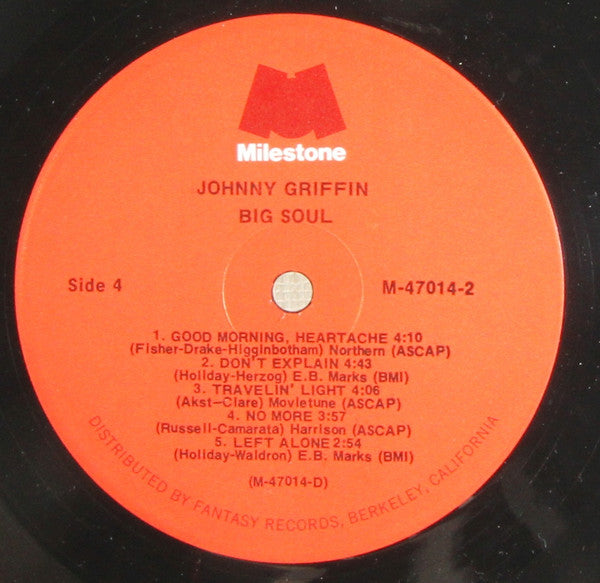 Milestone
JOHNNY GRIFFIN
BIG SOUL
Side 4
M-47014-2
1. GOOD MORNING, HEARTACHE 4:10
(Fisher-Drake-Higginbotham) Northern (ASCAP)
2. DON'T EXPLAIN 4:43
(Holiday-Herzog) E.B. Marks (BMI)
3. TRAVELIN' LIGHT 4:06
(Akst-Clare) Movietune (ASCAP)
4. NO MORE 3:57
(Russell-Camarata) Harrison (ASCAP)
5. LEFT ALONE 2:54
(Holiday-Waldron) E.B. Marks (BMI)
(M-47014-D)
DISTRIBUTED BY FANTASY RECORDS, BERKELEY, CALIFORNIA